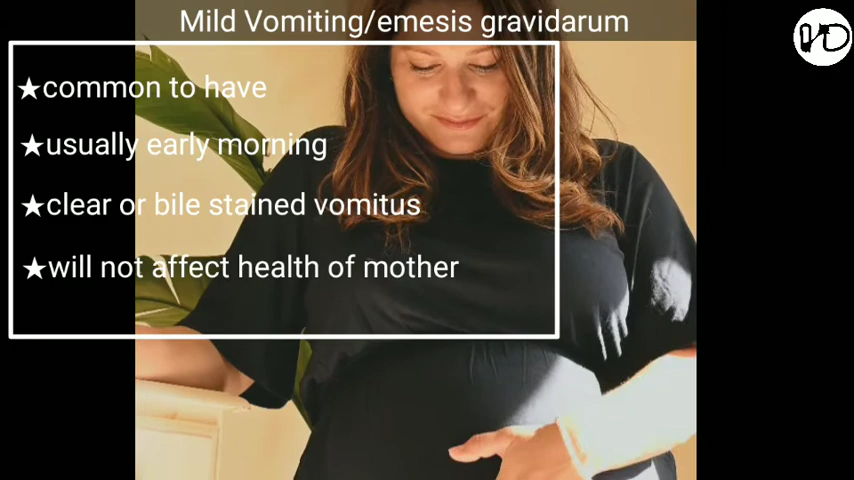 Mild Vomiting/emesis gravidarum
★common to have
★usually early morning
★clear or bile stained vomitus
★will not affect health of mother